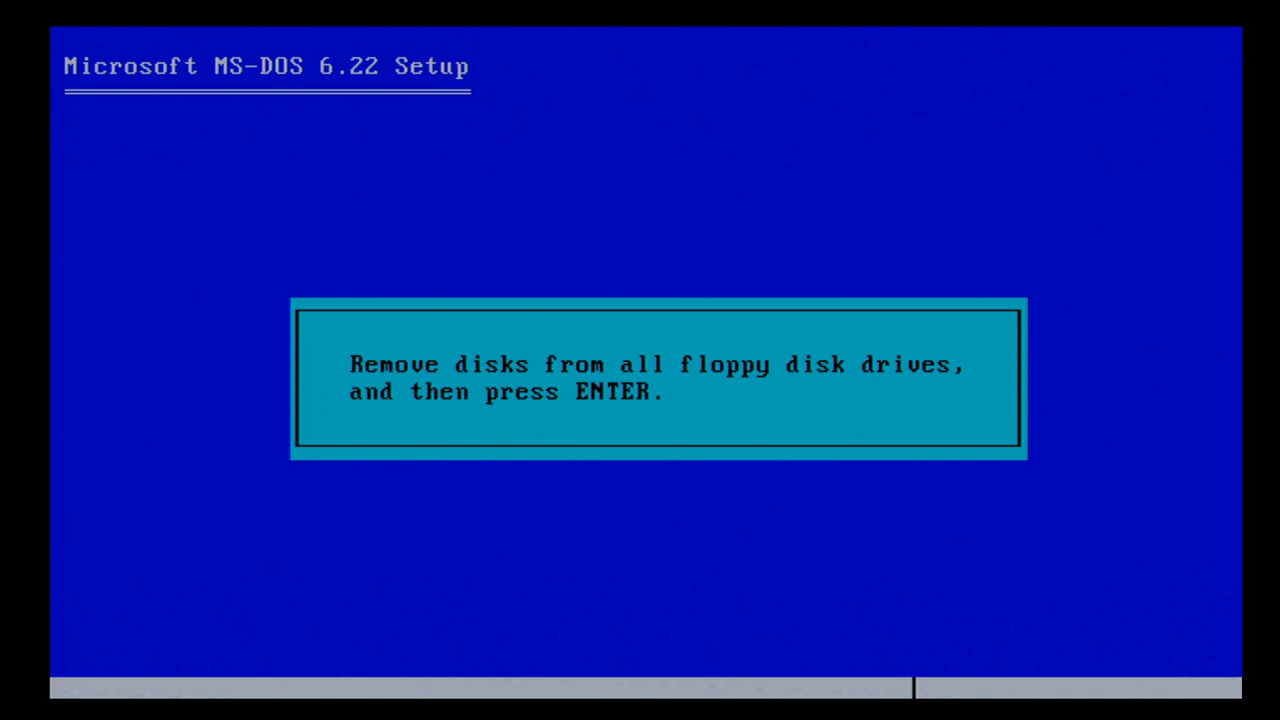 Microsoft MS-DOS 6.22 Setup
Remove disks from all floppy disk drives,
and then press ENTER.